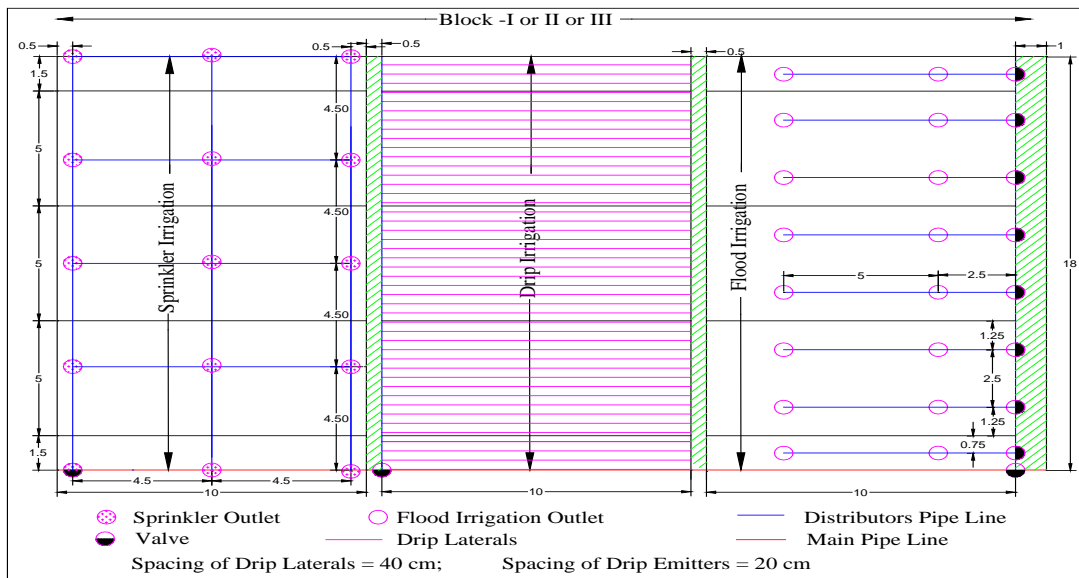 Block -I or II or III
0.5
0.5
0.5
0.5
1
1.5
5
5
5
1.5
4.50
4.50
4.50
4.50
Sprinkler Irrigation
Drip Irrigation
Flood Irrigation
5
2.5
1.25
2.5
1.25
0.75
18
4.5
4.5
10
10
10
Sprinkler Outlet
Flood Irrigation Outlet
Distributors Pipe Line
Valve
Drip Laterals
Main Pipe Line
Spacing of Drip Laterals = 40 cm; Spacing of Drip Emitters = 20 cm